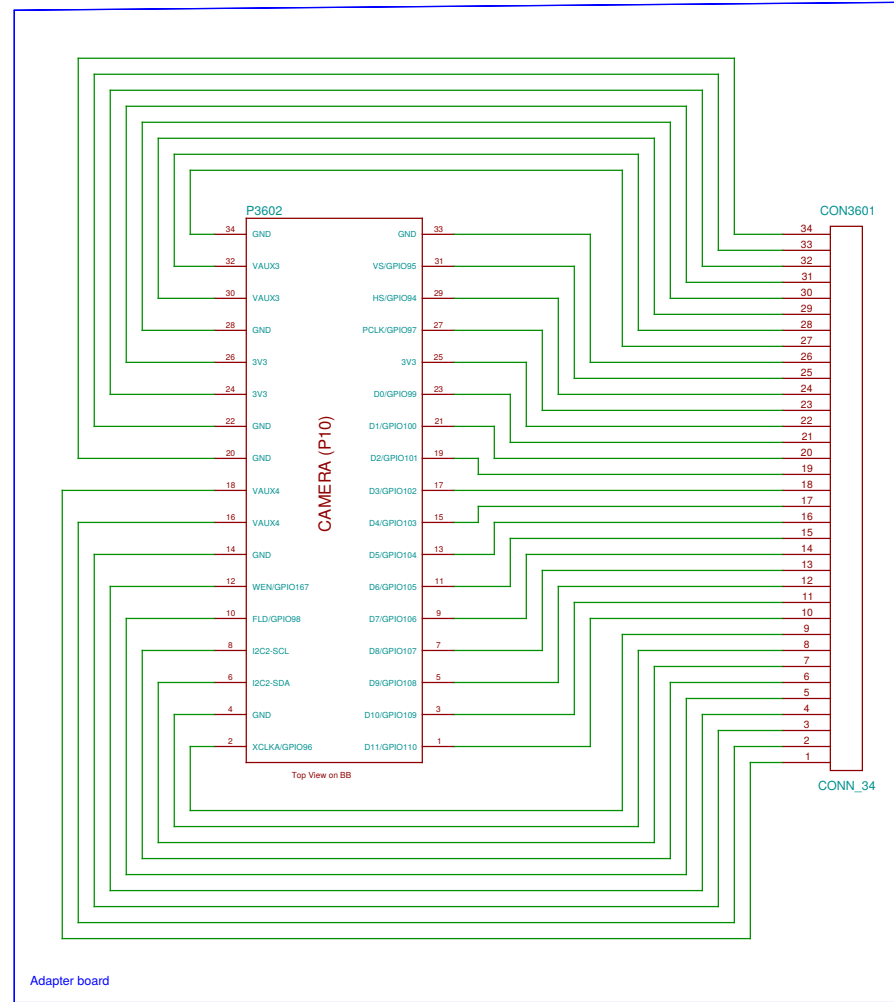 P3602
CON3601
34 GND GND 33
32 VAUX3 VS/GPIO95 31
30 VAUX3 HS/GPIO94 29
28 GND PCLK/GPIO97 27
26 3V3 3V3 25
24 3V3 D0/GPIO99 23
22 GND D1/GPIO100 21
20 GND D2/GPIO101 19
18 VAUX4 D3/GPIO102 17
16 VAUX4 D4/GPIO103 15
14 GND D5/GPIO104 13
12 WEN/GPIO167 D6/GPIO105 11
10 FLD/GPIO98 D7/GPIO106 9
8 I2C2-SCL D8/GPIO107 7
6 I2C2-SDA D9/GPIO108 5
4 GND D10/GPIO109 3
2 XCLKA/GPIO96 D11/GPIO110 1
CAMERA (P10)
Top View on BB
34
33
32
31
30
29
28
27
26
25
24
23
22
21
20
19
18
17
16
15
14
13
12
11
10
9
8
7
6
5
4
3
2
1
CONN_34
Adapter board